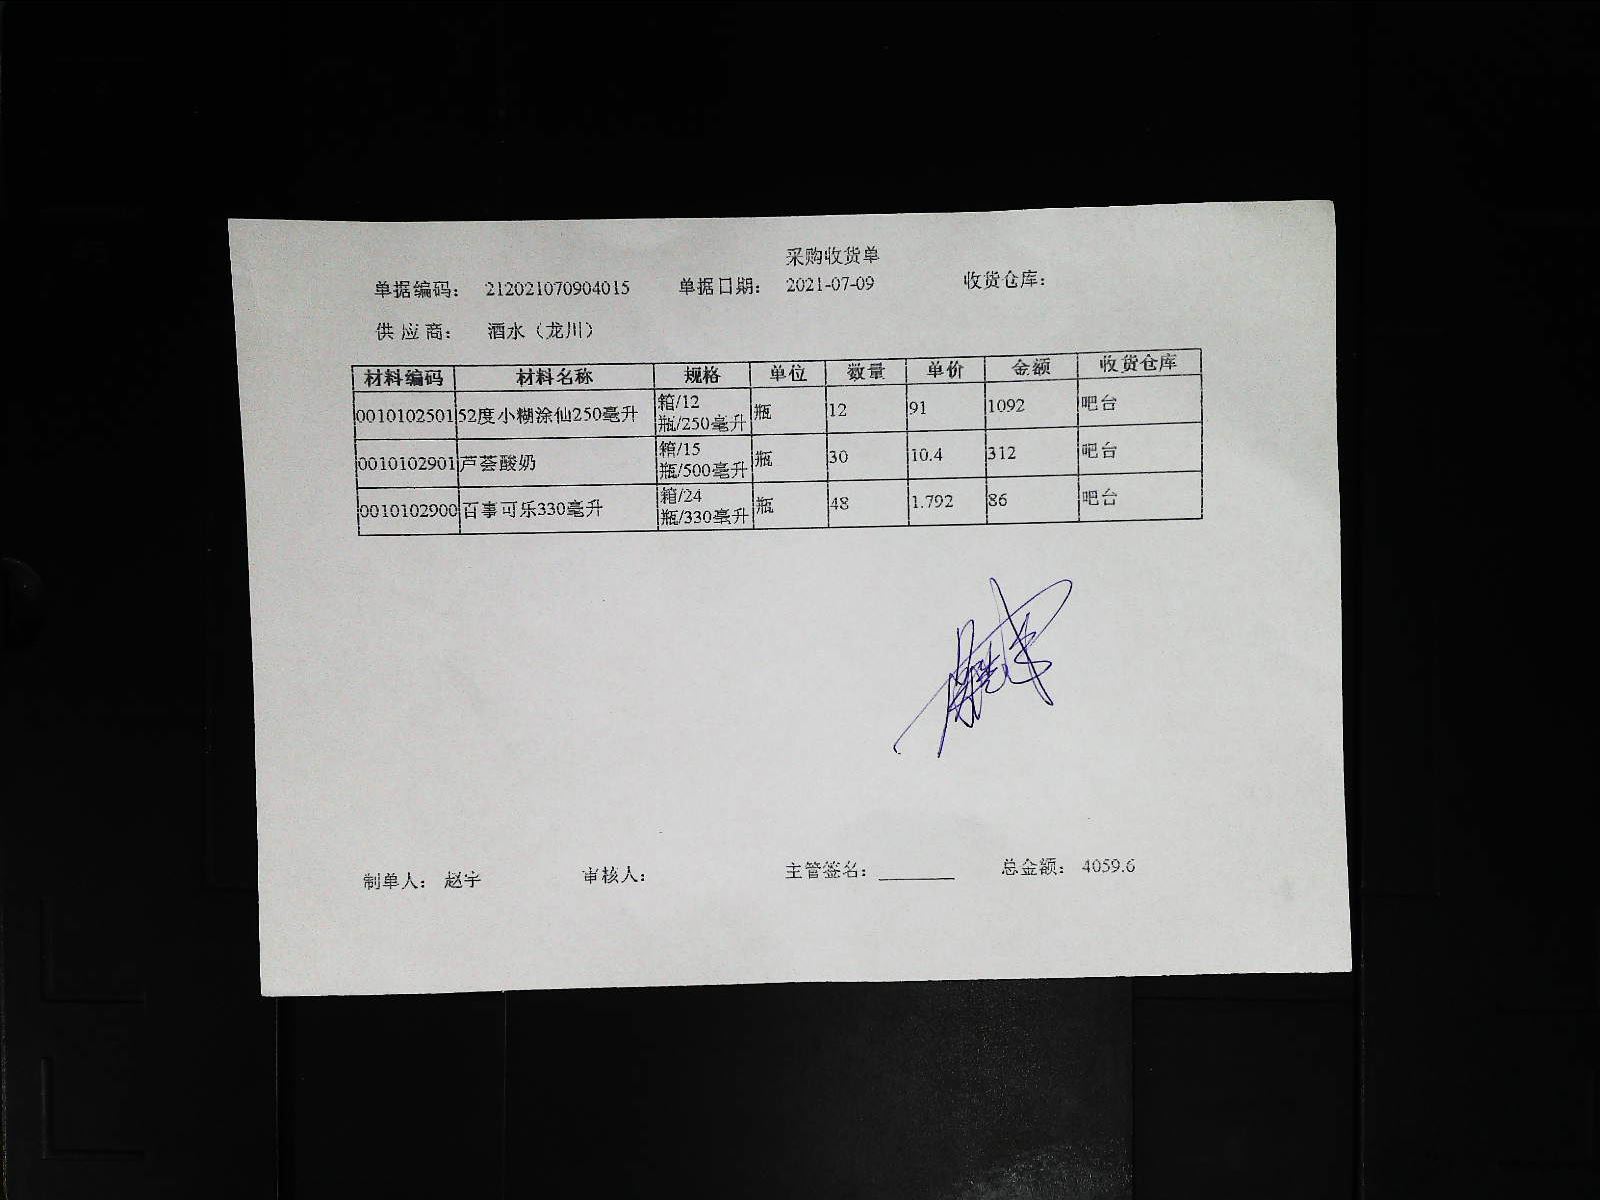 采购收货单
单据编码： 212021070904015 单据日期： 2021-07-09 收货仓库：
供应商： 酒水（龙川）
材料编码 材料名称 规格 单位 数量 单价 金额 收货仓库
0010102501 52度小糊涂仙250毫升 箱/12瓶/250毫升 瓶 12 91 1092 吧台
0010102901 芦荟酸奶 箱/15瓶/500毫升 瓶 30 10.4 312 吧台
0010102900 百事可乐330毫升 箱/24瓶/330毫升 瓶 48 1.792 86 吧台
制单人： 赵宇 审核人： 主管签名： 总金额： 4059.6